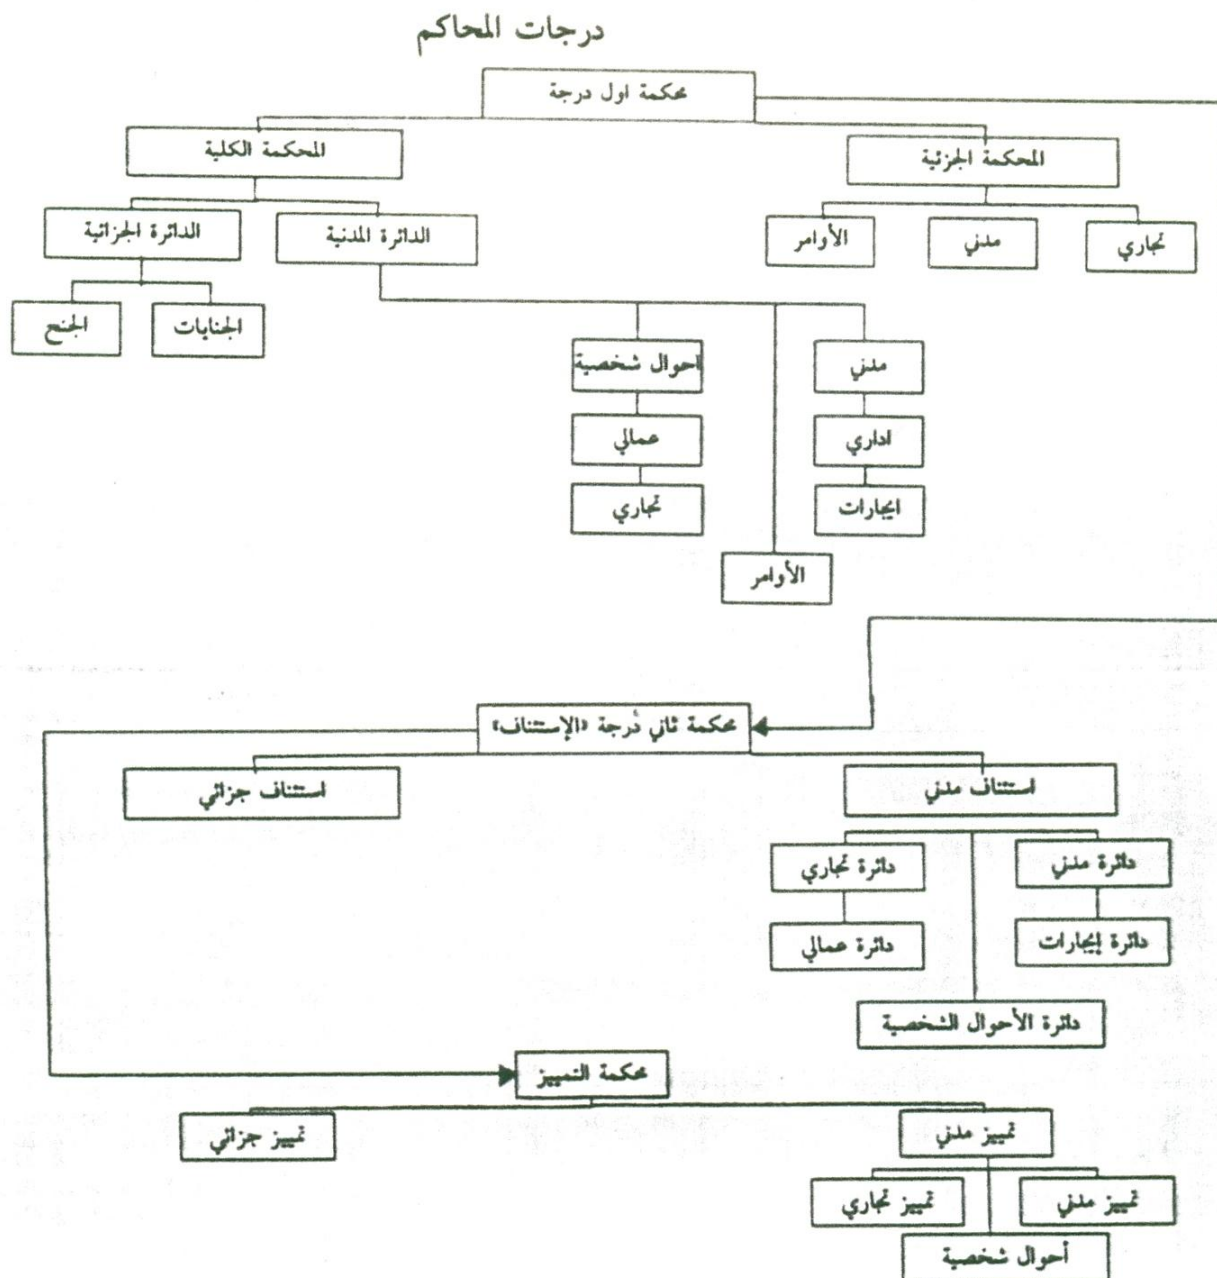 درجات المحاكم
محكمة اول درجة
المحكمة الجزئية
المحكمة الكلية
تجاري
مدني
الأوامر
الدائرة المدنية
الدائرة الجزائية
الجنايات
الجنح
مدني
احوال شخصية
اداري
عمالي
ايجارات
تجاري
الأوامر
محكمة ثاني درجة «الإستئناف»
استئناف مدني
استئناف جزائي
دائرة مدني
دائرة تجاري
دائرة إيجارات
دائرة عمالي
دائرة الأحوال الشخصية
محكمة التمييز
تمييز مدني
تمييز جزائي
تمييز مدني
تمييز تجاري
أحوال شخصية